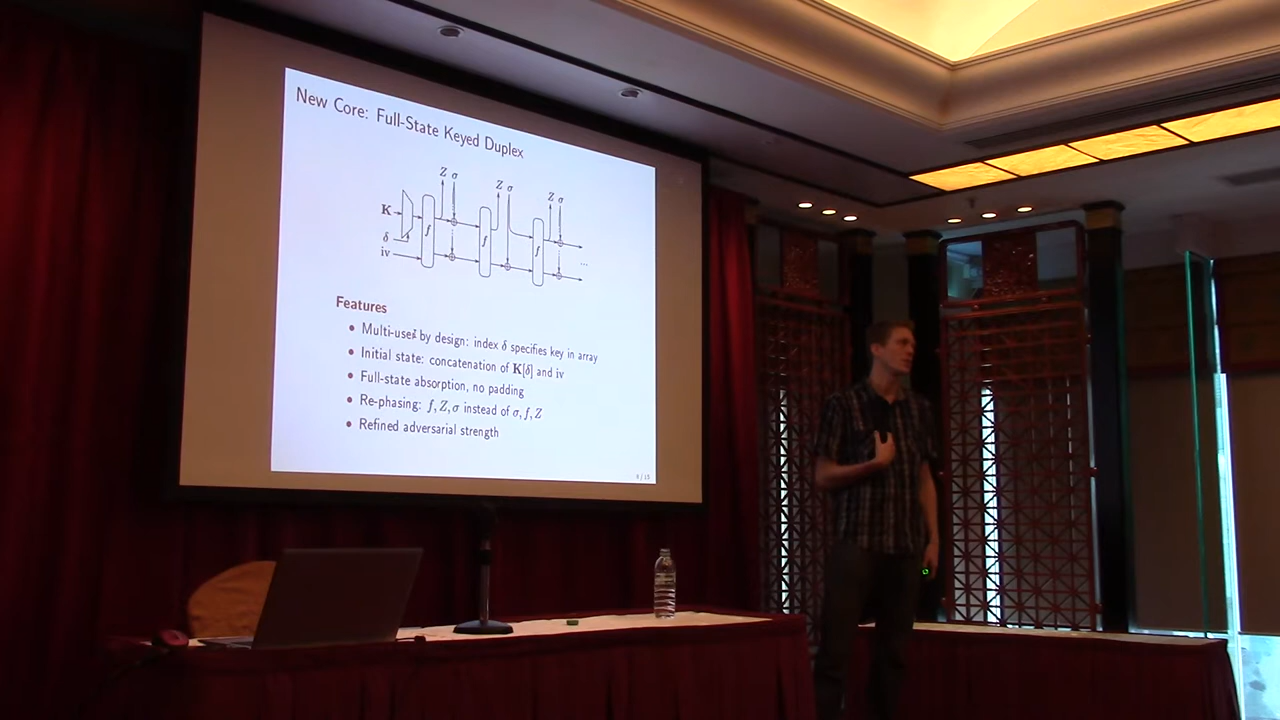 New Core: Full-State Keyed Duplex
Z σ Z σ Z σ
K
f f f
δ
iv
...
Features
• Multi-user by design: index δ specifies key in array
• Initial state: concatenation of K[δ] and iv
• Full-state absorption, no padding
• Re-phasing: f, Z, σ instead of σ, f, Z
• Refined adversarial strength